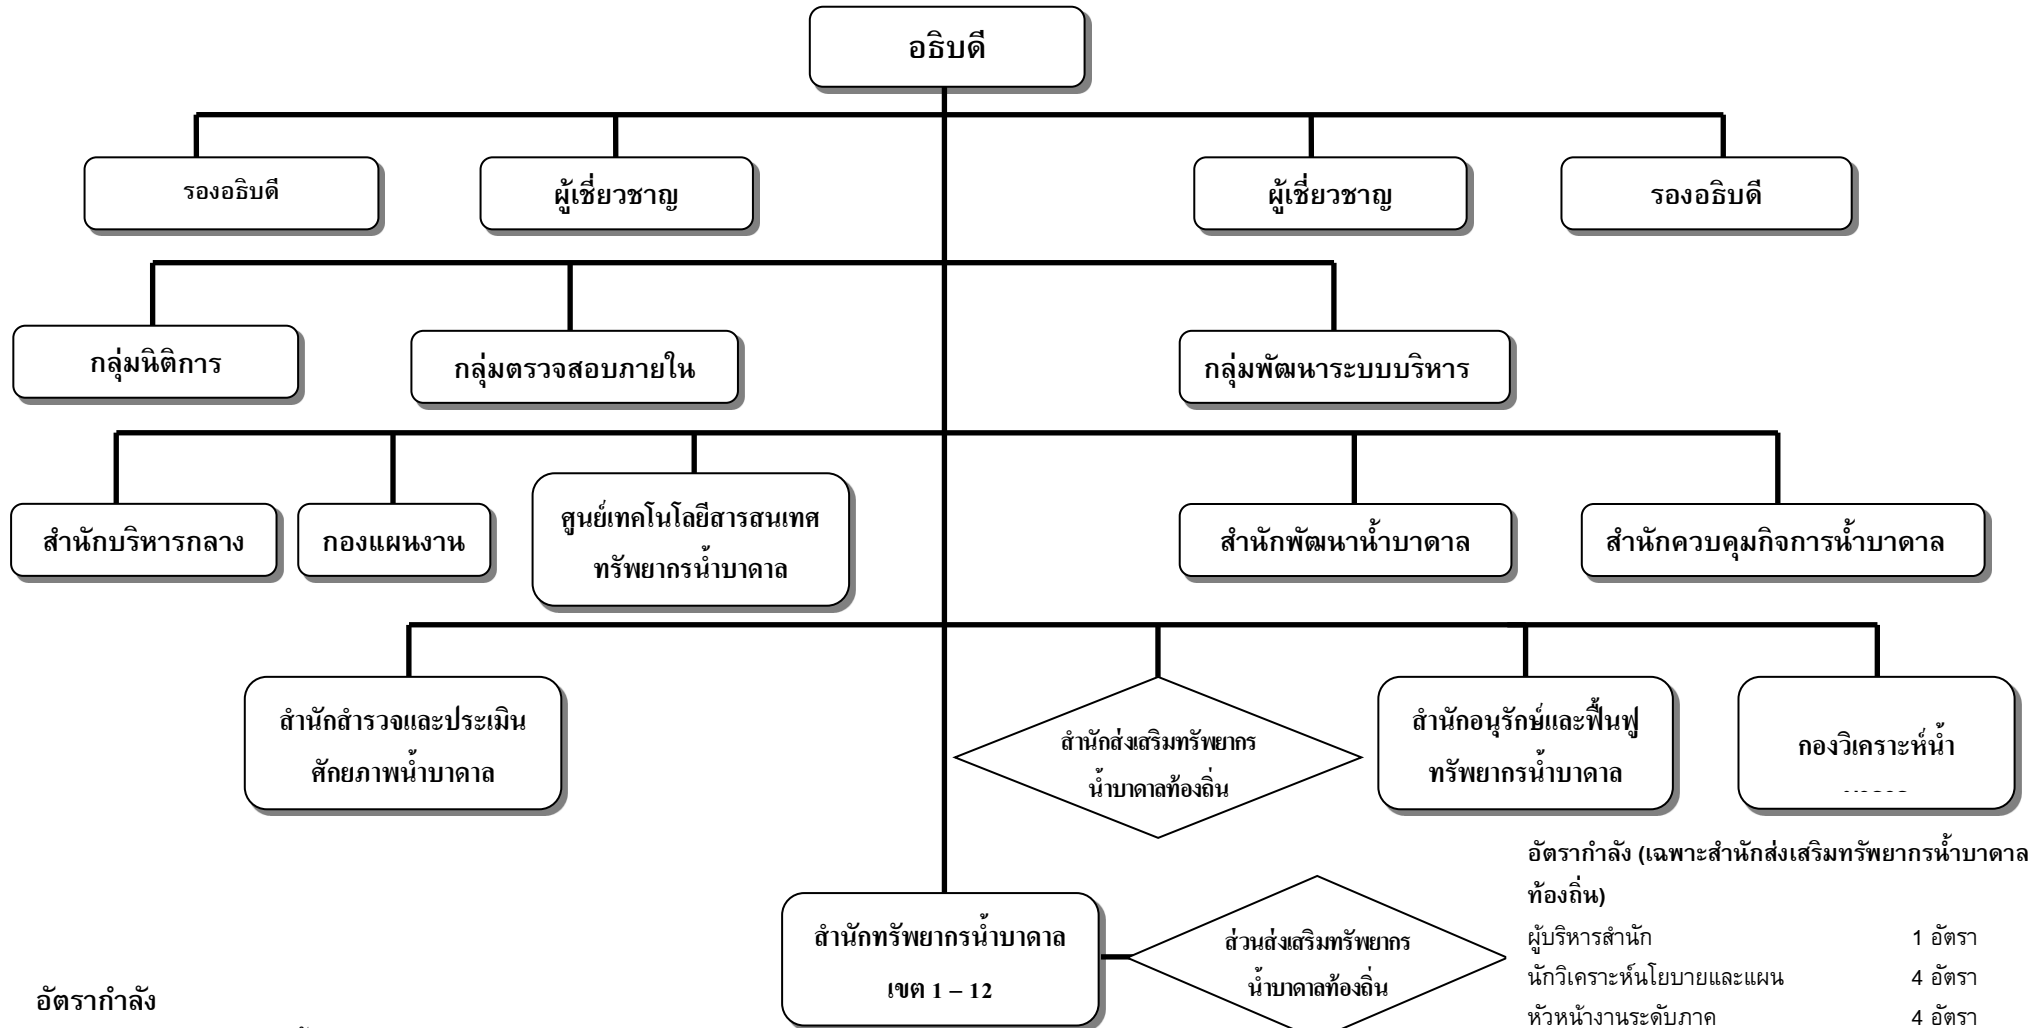 อธิบดี
รองอธิบดี
ผู้เชี่ยวชาญ
ผู้เชี่ยวชาญ
รองอธิบดี
กลุ่มนิติการ
กลุ่มตรวจสอบภายใน
กลุ่มพัฒนาระบบบริหาร
สำนักบริหารกลาง
กองแผนงาน
ศูนย์เทคโนโลยีสารสนเทศ
ทรัพยากรน้ำบาดาล
สำนักพัฒนาน้ำบาดาล
สำนักควบคุมกิจการน้ำบาดาล
สำนักสำรวจและประเมิน
ศักยภาพน้ำบาดาล
สำนักส่งเสริมทรัพยากร
น้ำบาดาลท้องถิ่น
สำนักอนุรักษ์และฟื้นฟู
ทรัพยากรน้ำบาดาล
กองวิเคราะห์น้ำ
สำนักทรัพยากรน้ำบาดาล
เขต 1 – 12
ส่วนส่งเสริมทรัพยากร
น้ำบาดาลท้องถิ่น
อัตรากำลัง (เฉพาะสำนักส่งเสริมทรัพยากรน้ำบาดาล
ท้องถิ่น)
ผู้บริหารสำนัก 1 อัตรา
นักวิเคราะห์นโยบายและแผน 4 อัตรา
หัวหน้างานระดับภาค 4 อัตรา
อัตรากำลัง